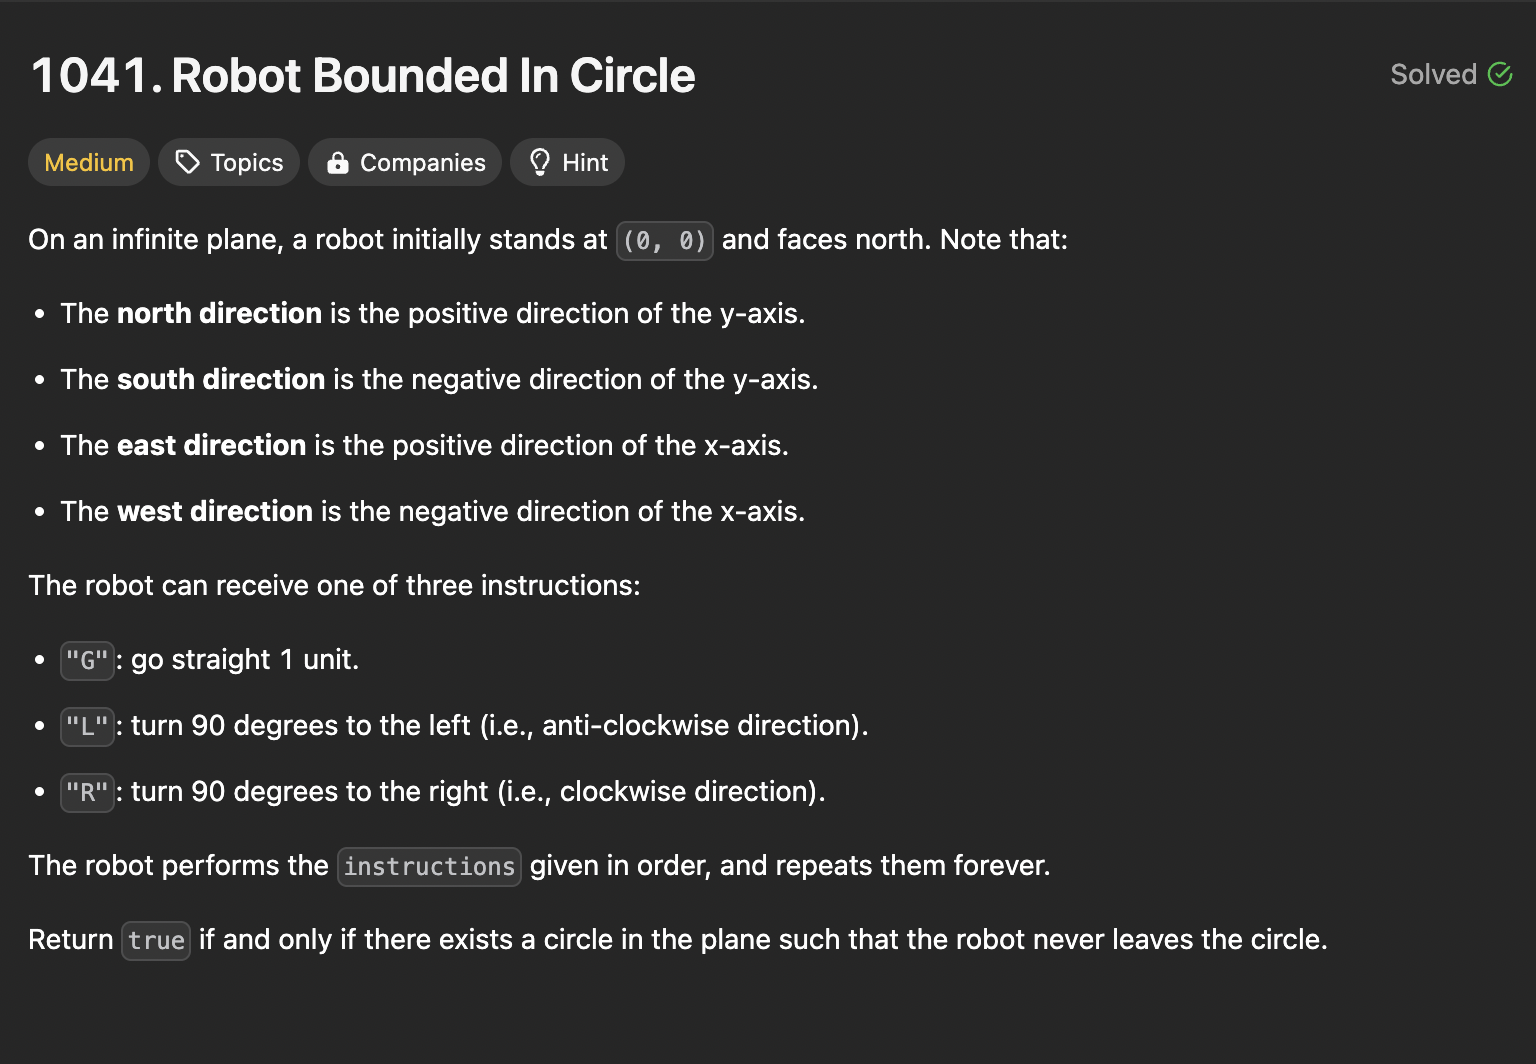 1041. Robot Bounded In Circle
Solved
Medium Topics Companies Hint
On an infinite plane, a robot initially stands at (0, 0) and faces north. Note that:
• The north direction is the positive direction of the y-axis.
• The south direction is the negative direction of the y-axis.
• The east direction is the positive direction of the x-axis.
• The west direction is the negative direction of the x-axis.
The robot can receive one of three instructions:
• "G": go straight 1 unit.
• "L": turn 90 degrees to the left (i.e., anti-clockwise direction).
• "R": turn 90 degrees to the right (i.e., clockwise direction).
The robot performs the instructions given in order, and repeats them forever.
Return true if and only if there exists a circle in the plane such that the robot never leaves the circle.